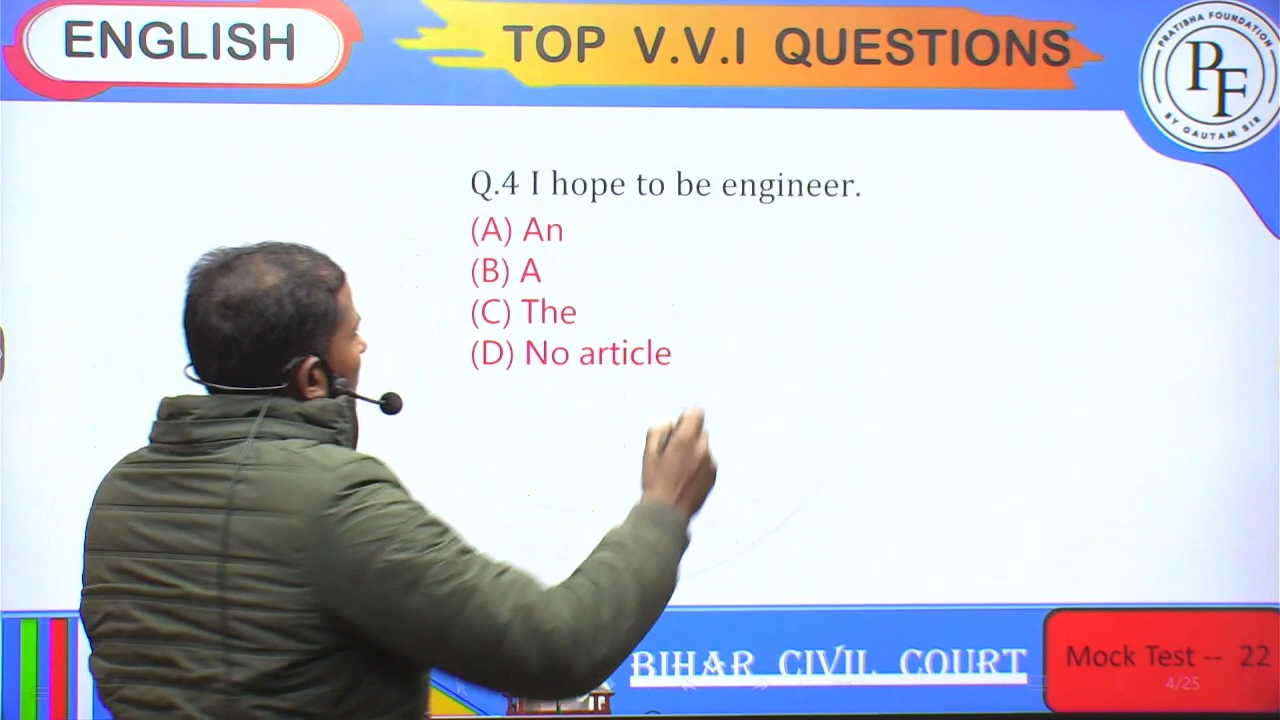 ENGLISH
TOP V.V.I QUESTIONS
PRATIBHA FOUNDATION
PF
BY GAUTAM SIR
Q.4 I hope to be engineer.
(A) An
(B) A
(C) The
(D) No article
BIHAR CIVIL COURT
Mock Test -- 22
4/25